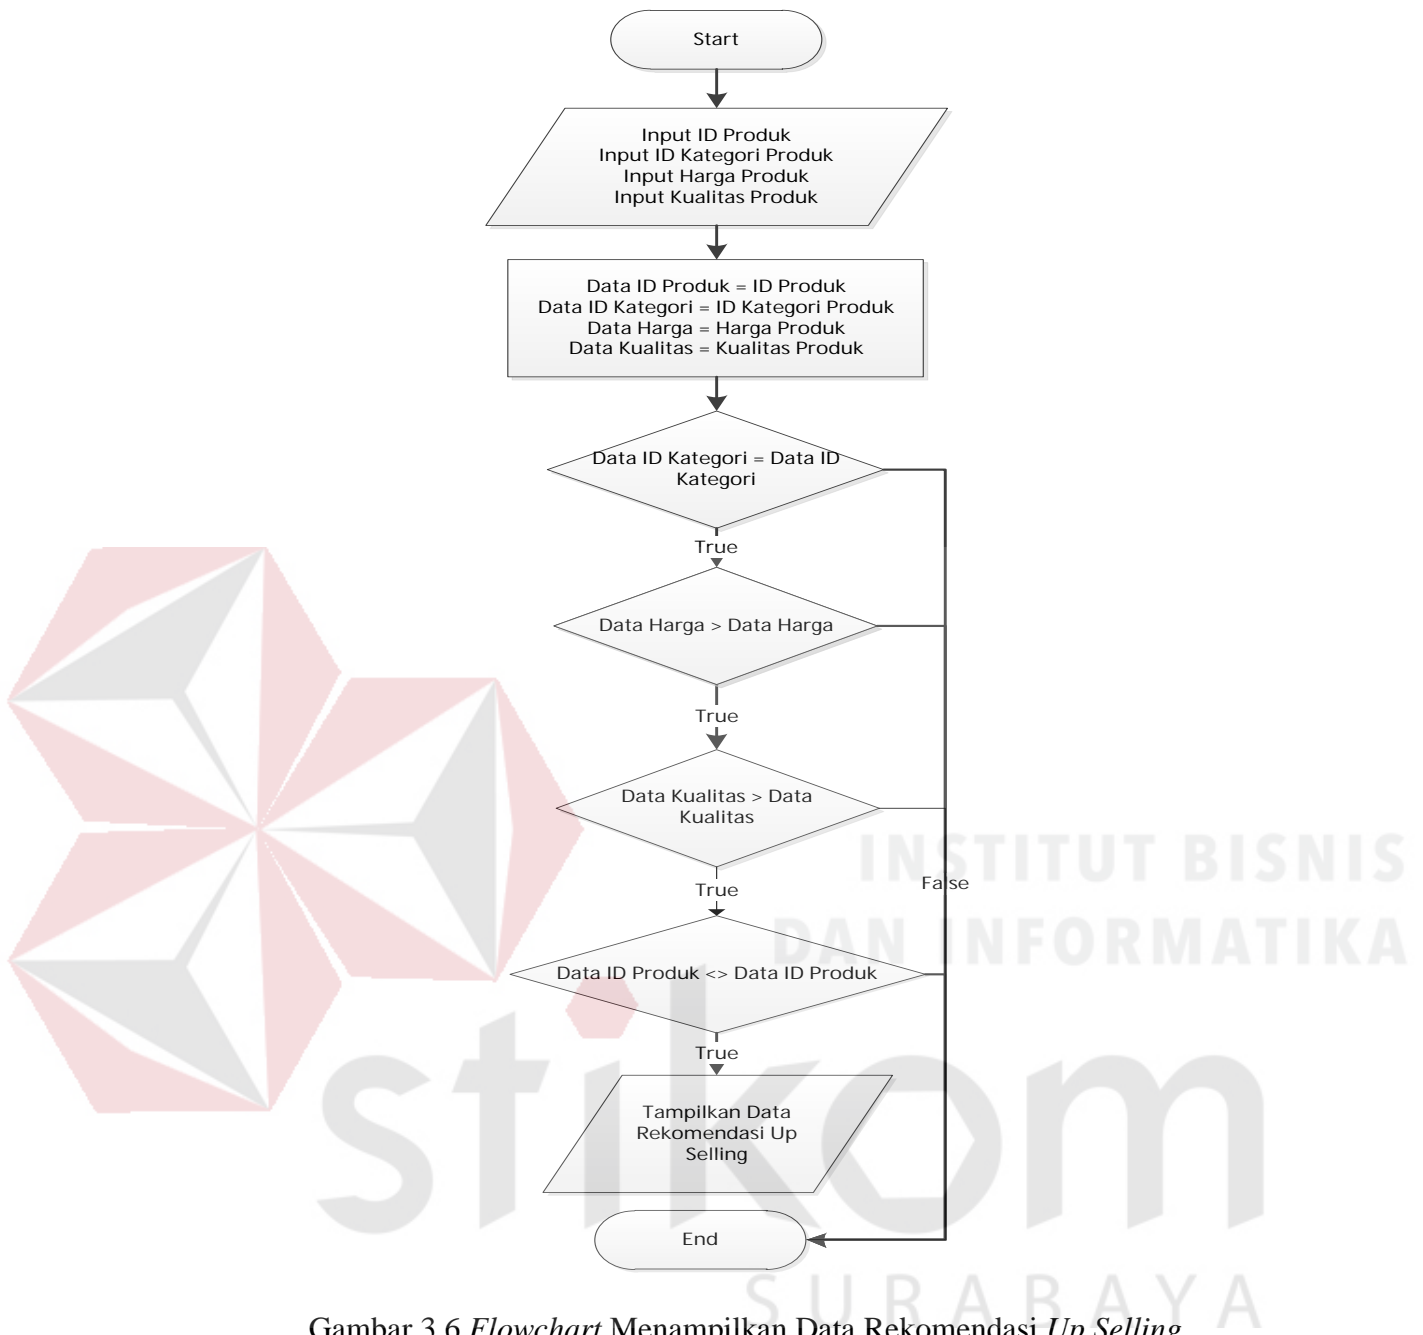 Start
Input ID Produk
Input ID Kategori Produk
Input Harga Produk
Input Kualitas Produk
Data ID Produk = ID Produk
Data ID Kategori = ID Kategori Produk
Data Harga = Harga Produk
Data Kualitas = Kualitas Produk
Data ID Kategori = Data ID
Kategori
True
Data Harga > Data Harga
True
Data Kualitas > Data
Kualitas
True
False
Data ID Produk <> Data ID Produk
True
Tampilkan Data
Rekomendasi Up
Selling
End
INSTITUT BISNIS
DAN INFORMATIKA
stikom
SURABAYA
Gambar 3.6 Flowchart Menampilkan Data Rekomendasi Up Selling